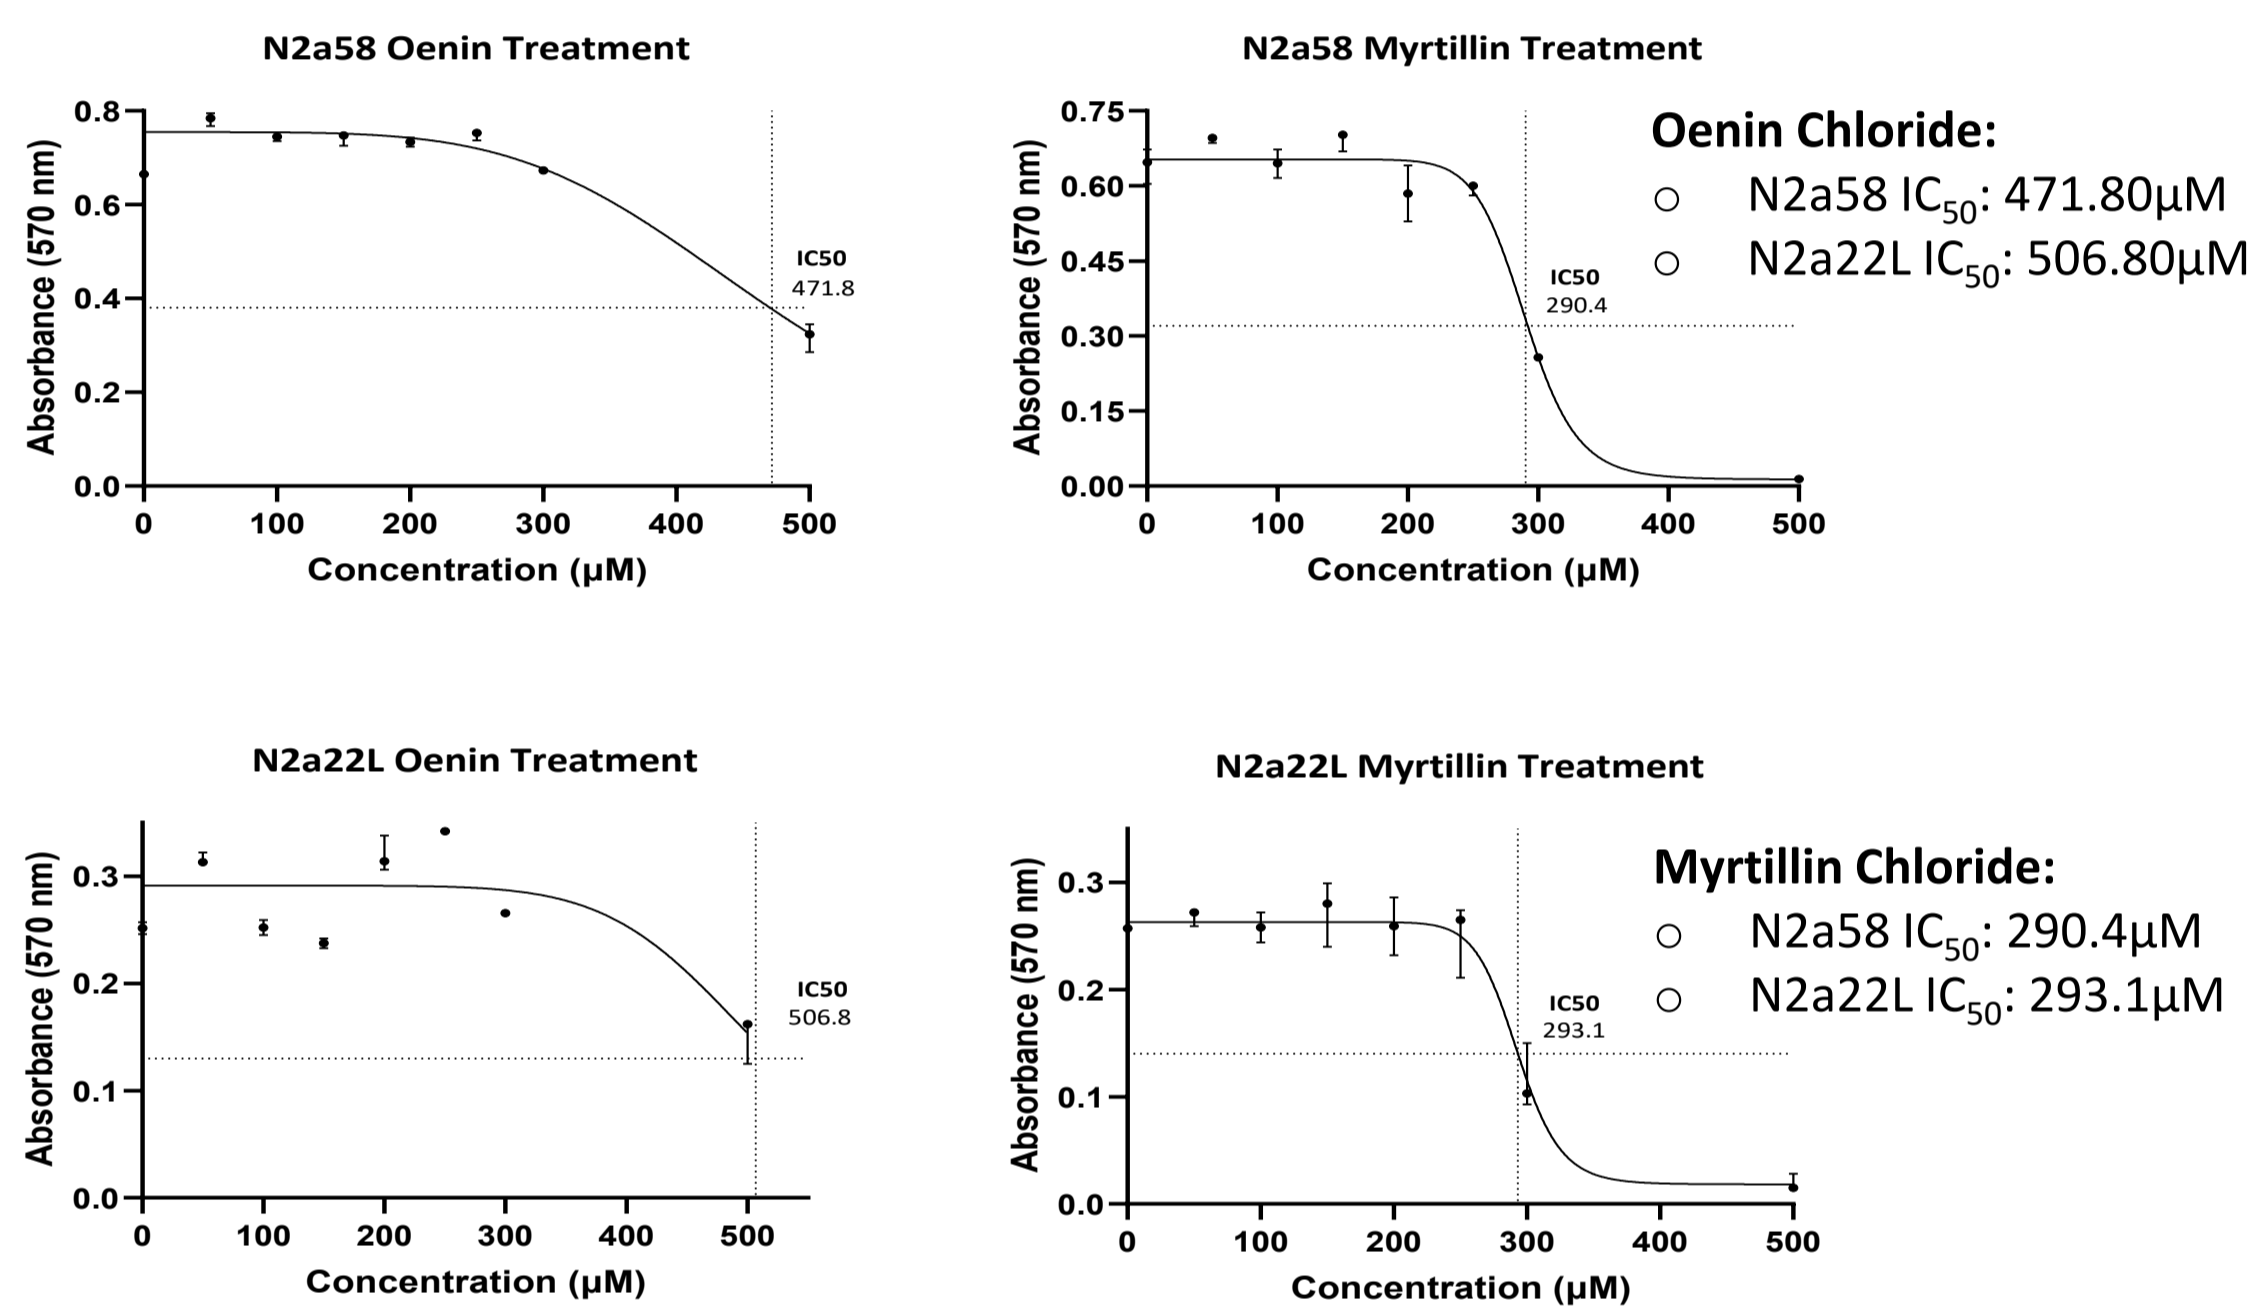 N2a58 Oenin Treatment
Absorbance (570 nm)
0.8
0.6
0.4
0.2
0.0
IC50
471.8
0 100 200 300 400 500
Concentration (µM)
N2a58 Myrtillin Treatment
Absorbance (570 nm)
0.75
0.60
0.45
0.30
0.15
0.00
IC50
290.4
0 100 200 300 400 500
Concentration (µM)
Oenin Chloride:
○ N2a58 IC50: 471.80µM
○ N2a22L IC50: 506.80µM
N2a22L Oenin Treatment
Absorbance (570 nm)
0.3
0.2
0.1
0.0
IC50
506.8
0 100 200 300 400 500
Concentration (µM)
N2a22L Myrtillin Treatment
Absorbance (570 nm)
0.3
0.2
0.1
0.0
IC50
293.1
0 100 200 300 400 500
Concentration (µM)
Myrtillin Chloride:
○ N2a58 IC50: 290.4µM
○ N2a22L IC50: 293.1µM